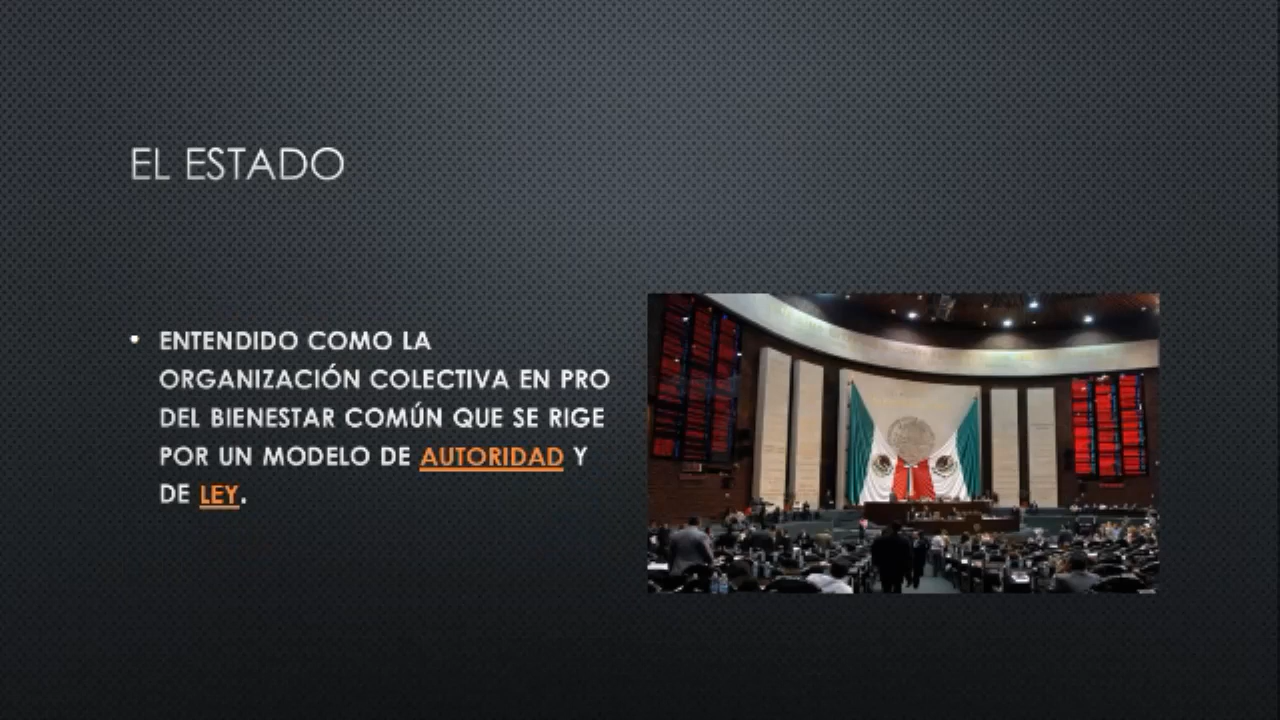 EL ESTADO
• ENTENDIDO COMO LA
ORGANIZACIÓN COLECTIVA EN PRO
DEL BIENESTAR COMÚN QUE SE RIGE
POR UN MODELO DE AUTORIDAD Y
DE LEY.